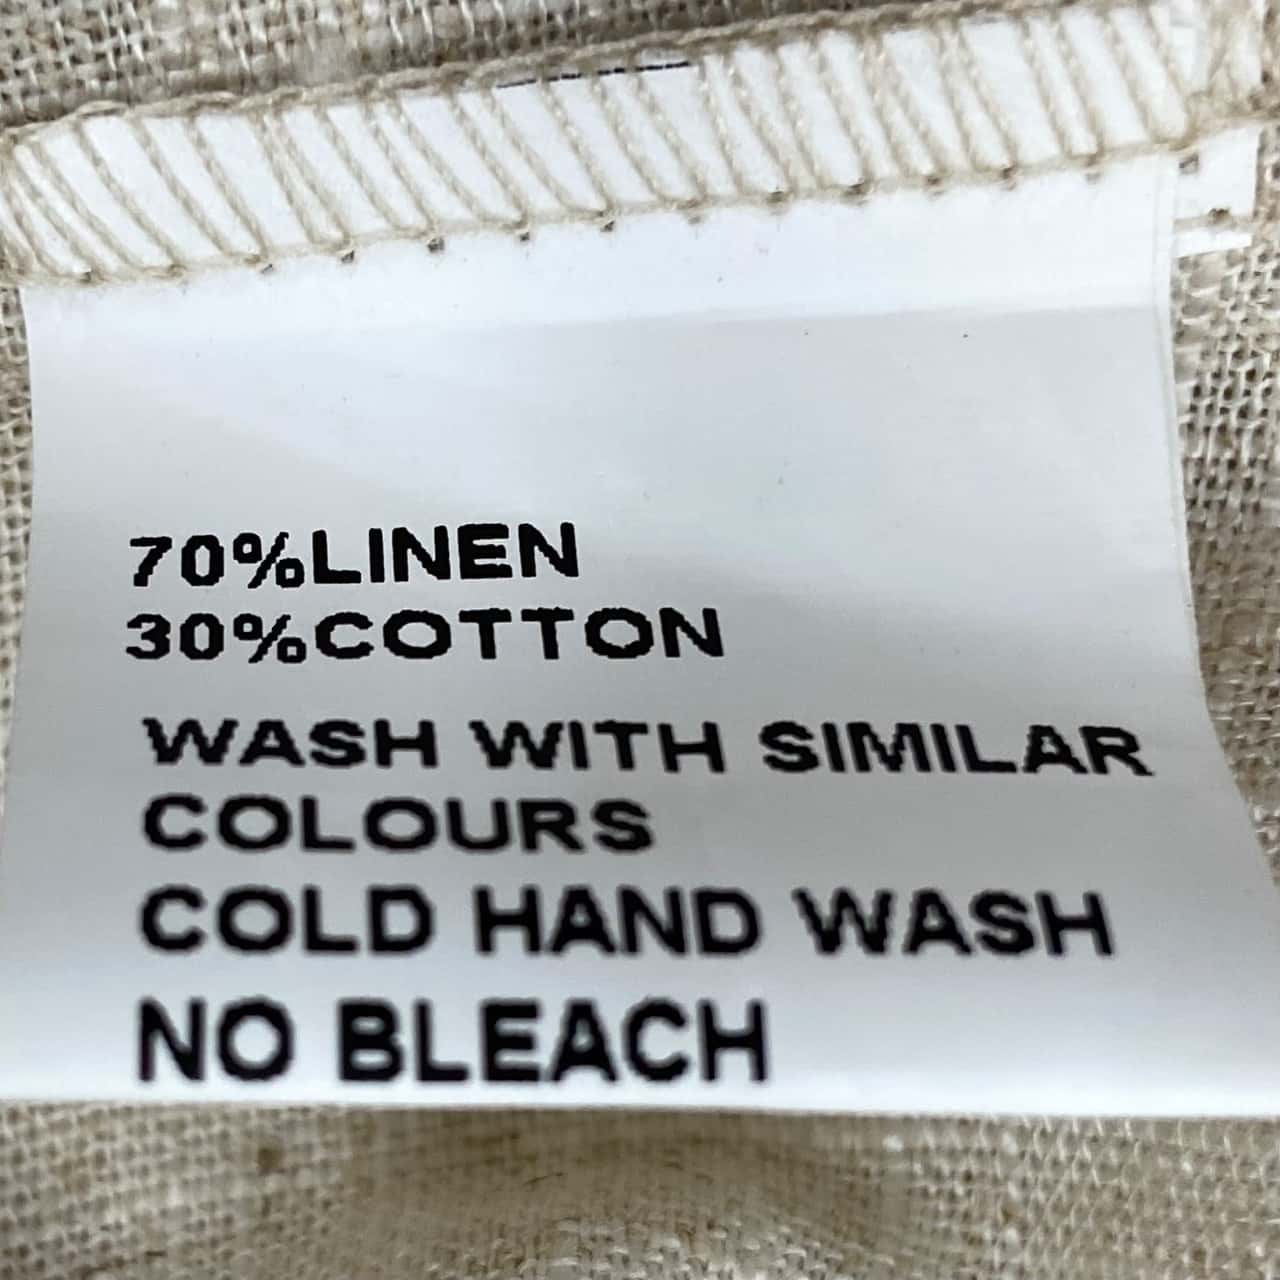 70%LINEN
30%COTTON
WASH WITH SIMILAR
COLOURS
COLD HAND WASH
NO BLEACH